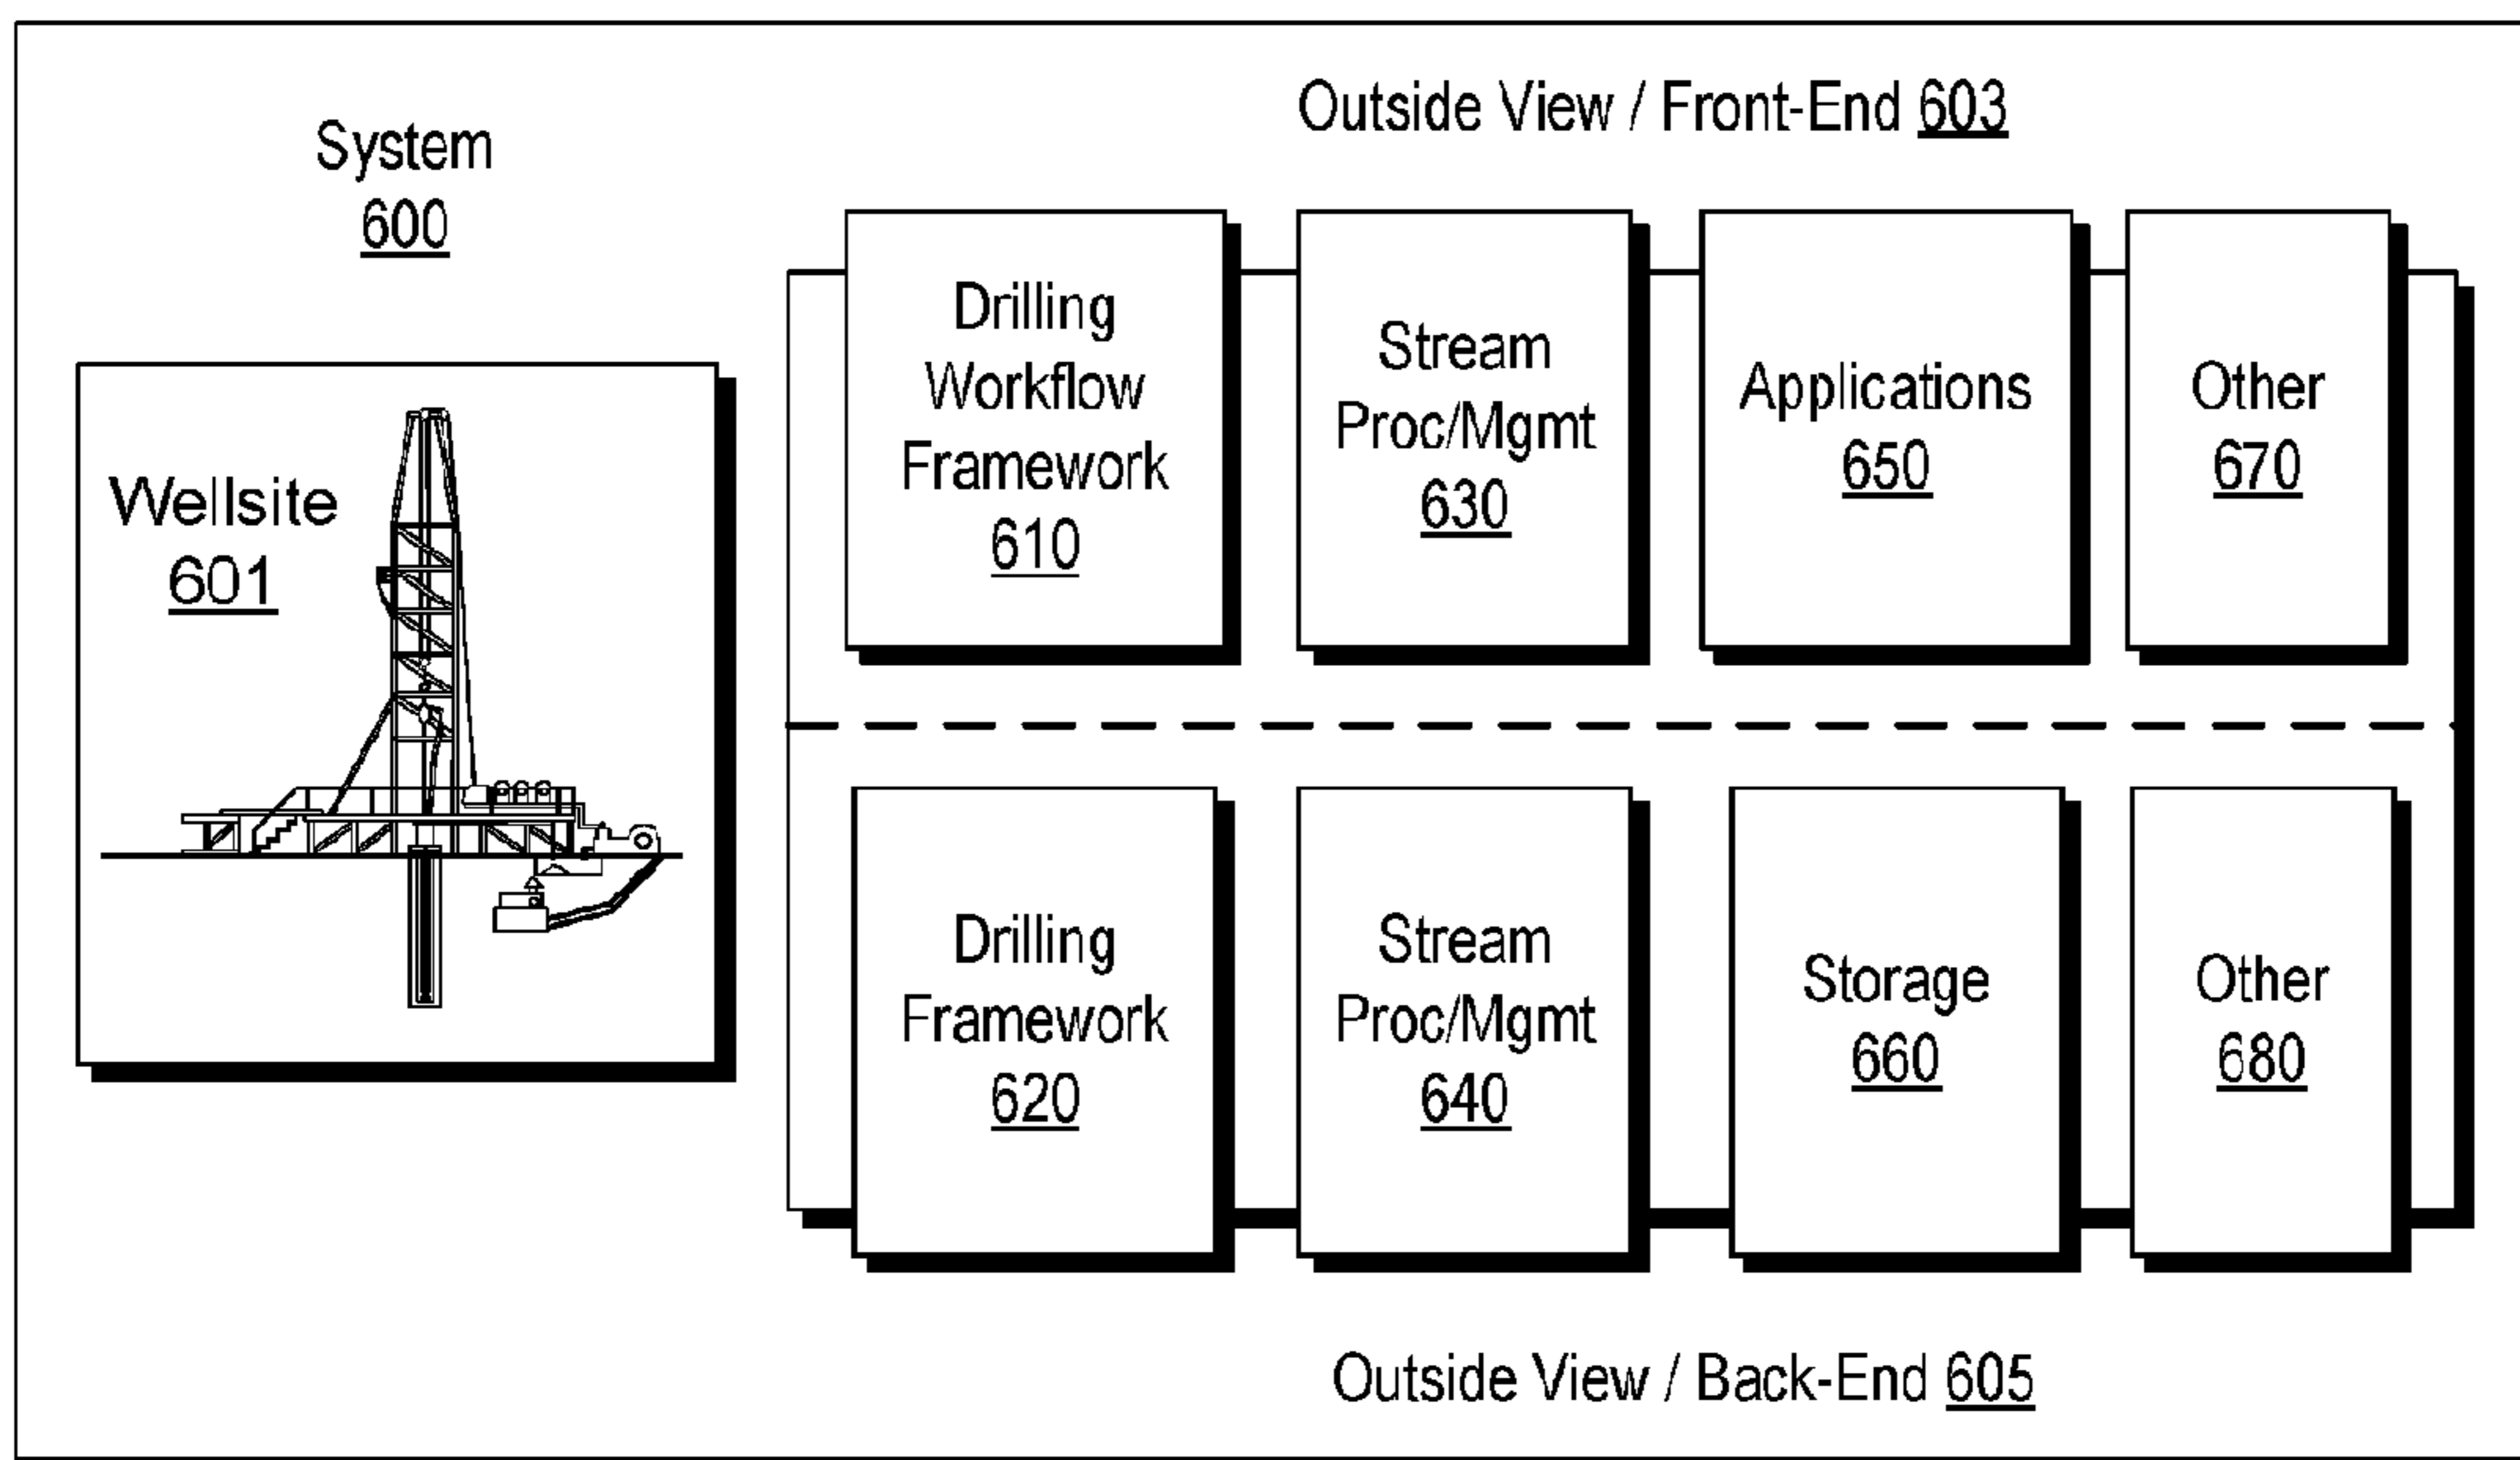 System
600
Outside View / Front-End 603
Wellsite
601
Drilling
Workflow
Framework
610
Stream
Proc/Mgmt
630
Applications
650
Other
670
Drilling
Framework
620
Stream
Proc/Mgmt
640
Storage
660
Other
680
Outside View / Back-End 605